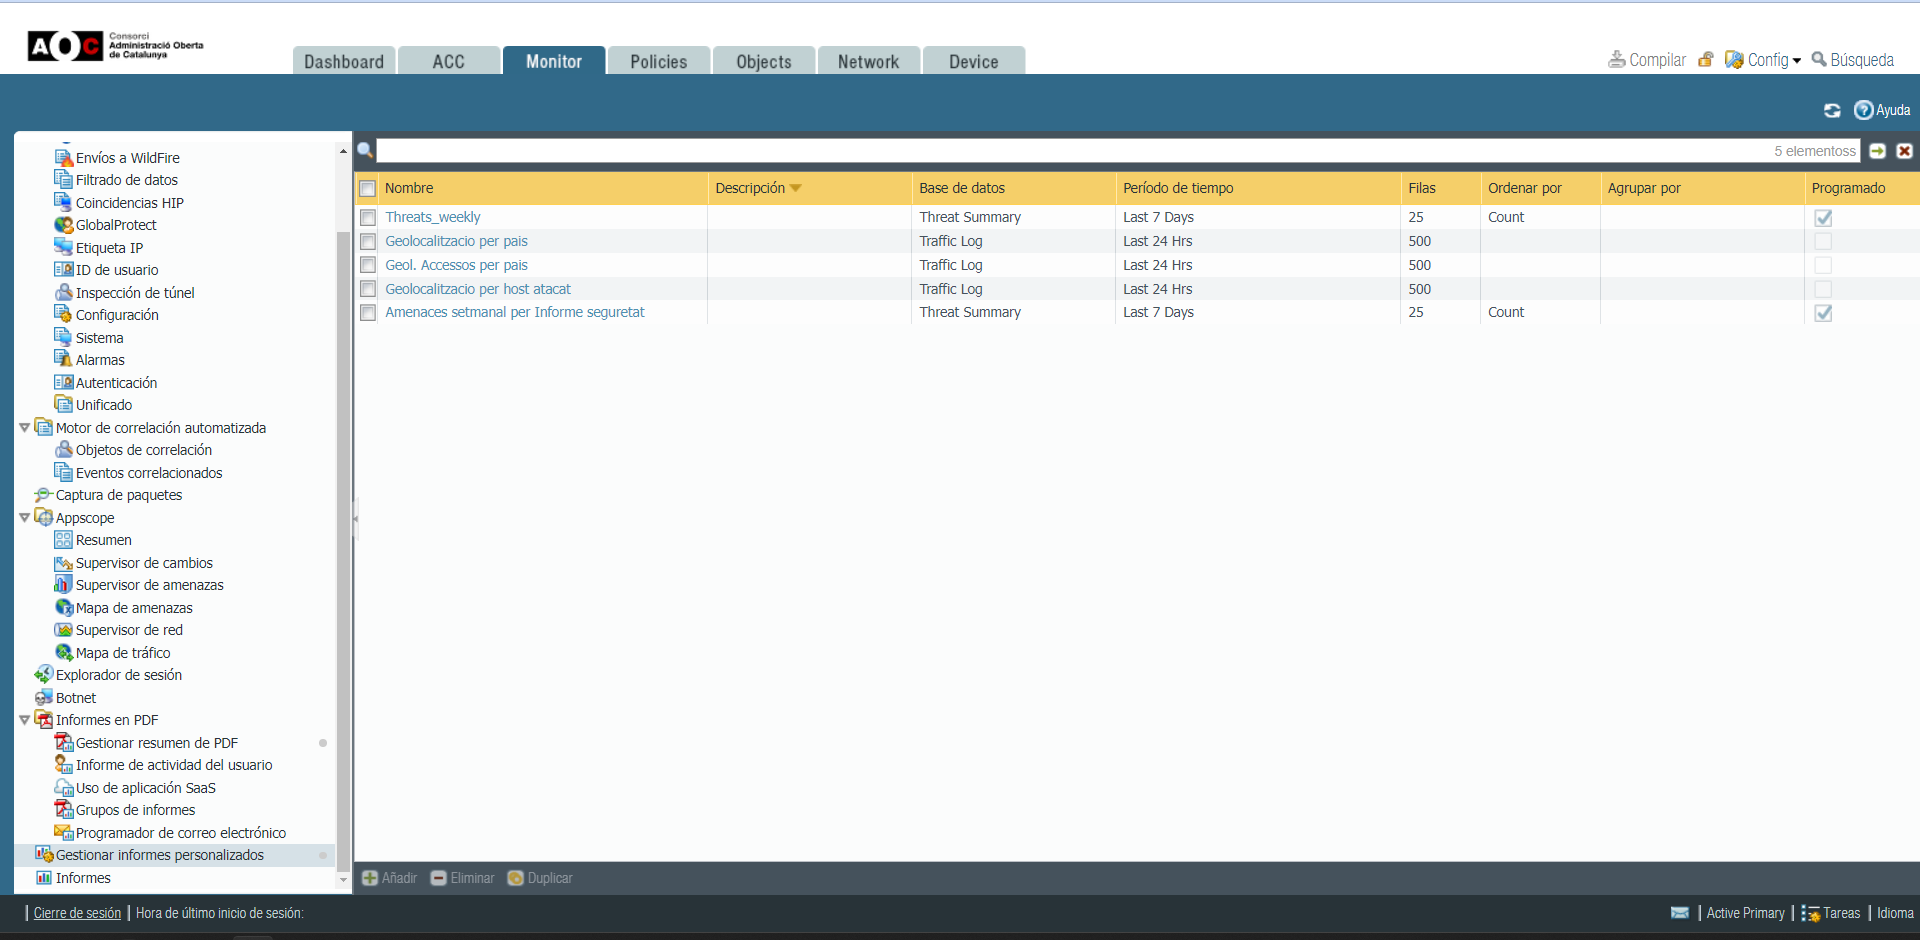 AOC Consorci
Administració Oberta
de Catalunya
Dashboard ACC Monitor Policies Objects Network Device
Compilar Config Búsqueda
Ayuda
5 elementoss
Envíos a WildFire
Filtrado de datos
Coincidencias HIP
GlobalProtect
Etiqueta IP
ID de usuario
Inspección de túnel
Configuración
Sistema
Alarmas
Autenticación
Unificado
Motor de correlación automatizada
Objetos de correlación
Eventos correlacionados
Captura de paquetes
Appscope
Resumen
Supervisor de cambios
Supervisor de amenazas
Mapa de amenazas
Supervisor de red
Mapa de tráfico
Explorador de sesión
Botnet
Informes en PDF
Gestionar resumen de PDF
Informe de actividad del usuario
Uso de aplicación SaaS
Grupos de informes
Programador de correo electrónico
Gestionar informes personalizados
Informes
Nombre Descripción Base de datos Período de tiempo Filas Ordenar por Agrupar por Programado
Threats_weekly Threat Summary Last 7 Days 25 Count
Geolocalitzacio per pais Traffic Log Last 24 Hrs 500
Geol. Accessos per pais Traffic Log Last 24 Hrs 500
Geolocalitzacio per host atacat Traffic Log Last 24 Hrs 500
Amenaces setmanal per Informe seguretat Threat Summary Last 7 Days 25 Count
Añadir Eliminar Duplicar
Cierre de sesión Hora de último inicio de sesión:
Active Primary Tareas Idioma